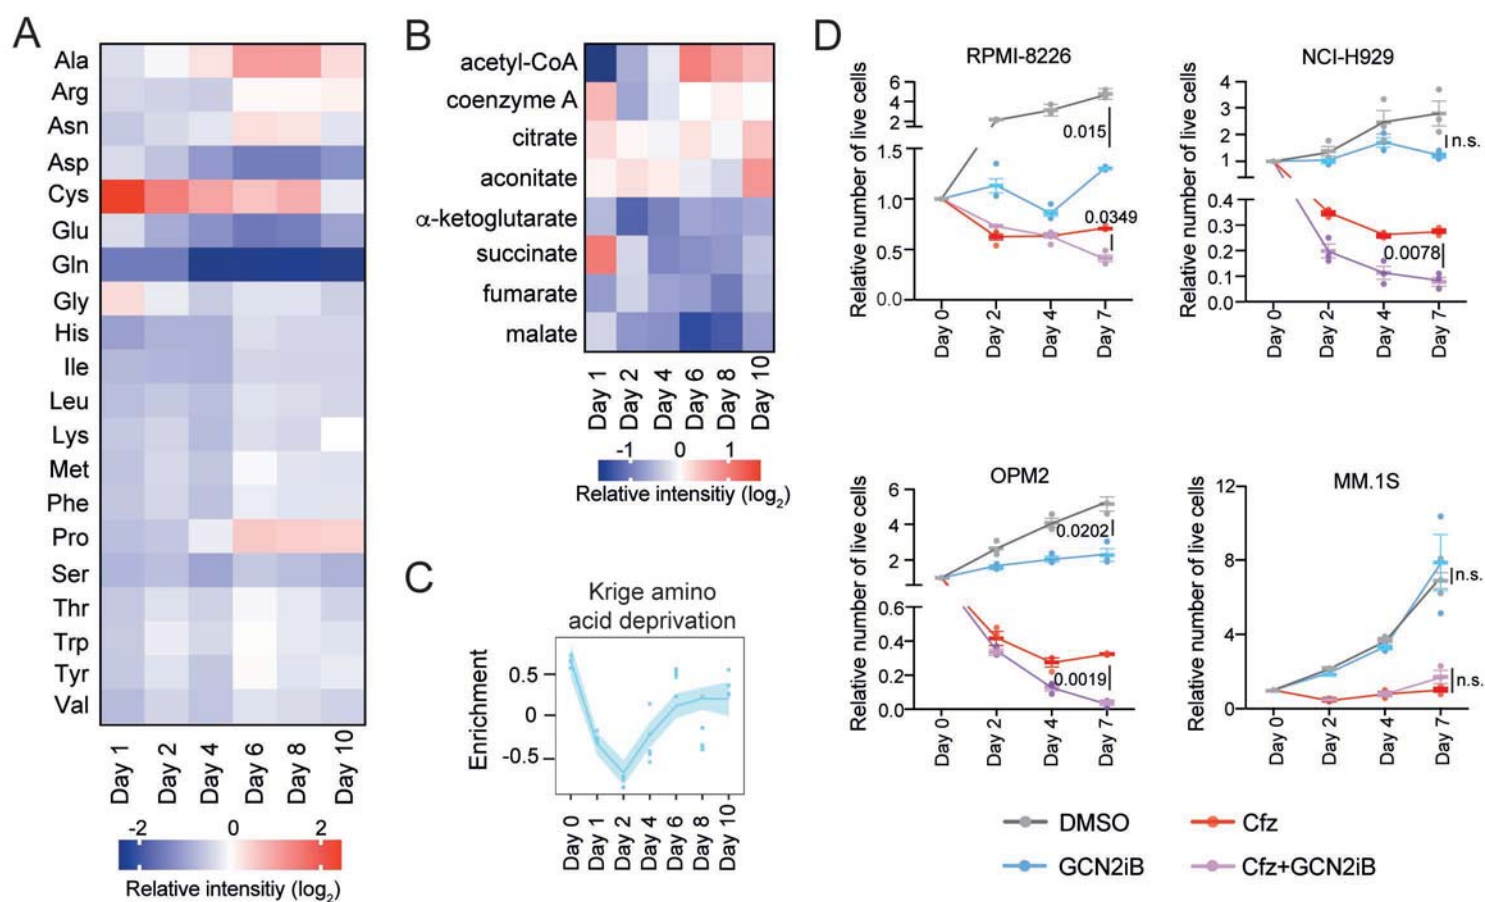 A
Ala
Arg
Asn
Asp
Cys
Glu
Gln
Gly
His
Ile
Leu
Lys
Met
Phe
Pro
Ser
Thr
Trp
Tyr
Val
Day 1
Day 2
Day 4
Day 6
Day 8
Day 10
-2 0 2
Relative intensitiy (log2)
B
acetyl-CoA
coenzyme A
citrate
aconitate
α-ketoglutarate
succinate
fumarate
malate
Day 1
Day 2
Day 4
Day 6
Day 8
Day 10
-1 0 1
Relative intensitiy (log2)
C
Krige amino
acid deprivation
Enrichment
0.5
0
-0.5
Day 0
Day 1
Day 2
Day 4
Day 6
Day 8
Day 10
D
RPMI-8226
Relative number of live cells
6
4
2
1.5
1.0
0.5
0.0
0.015
0.0349
Day 0
Day 2
Day 4
Day 7
NCI-H929
Relative number of live cells
4
3
2
1
0.4
0.3
0.2
0.1
0.0
n.s.
0.0078
Day 0
Day 2
Day 4
Day 7
OPM2
Relative number of live cells
6
4
2
0.6
0.4
0.2
0.0
0.0202
0.0019
Day 0
Day 2
Day 4
Day 7
MM.1S
Relative number of live cells
12
8
4
0
n.s.
n.s.
Day 0
Day 2
Day 4
Day 7
DMSO
Cfz
GCN2iB
Cfz+GCN2iB